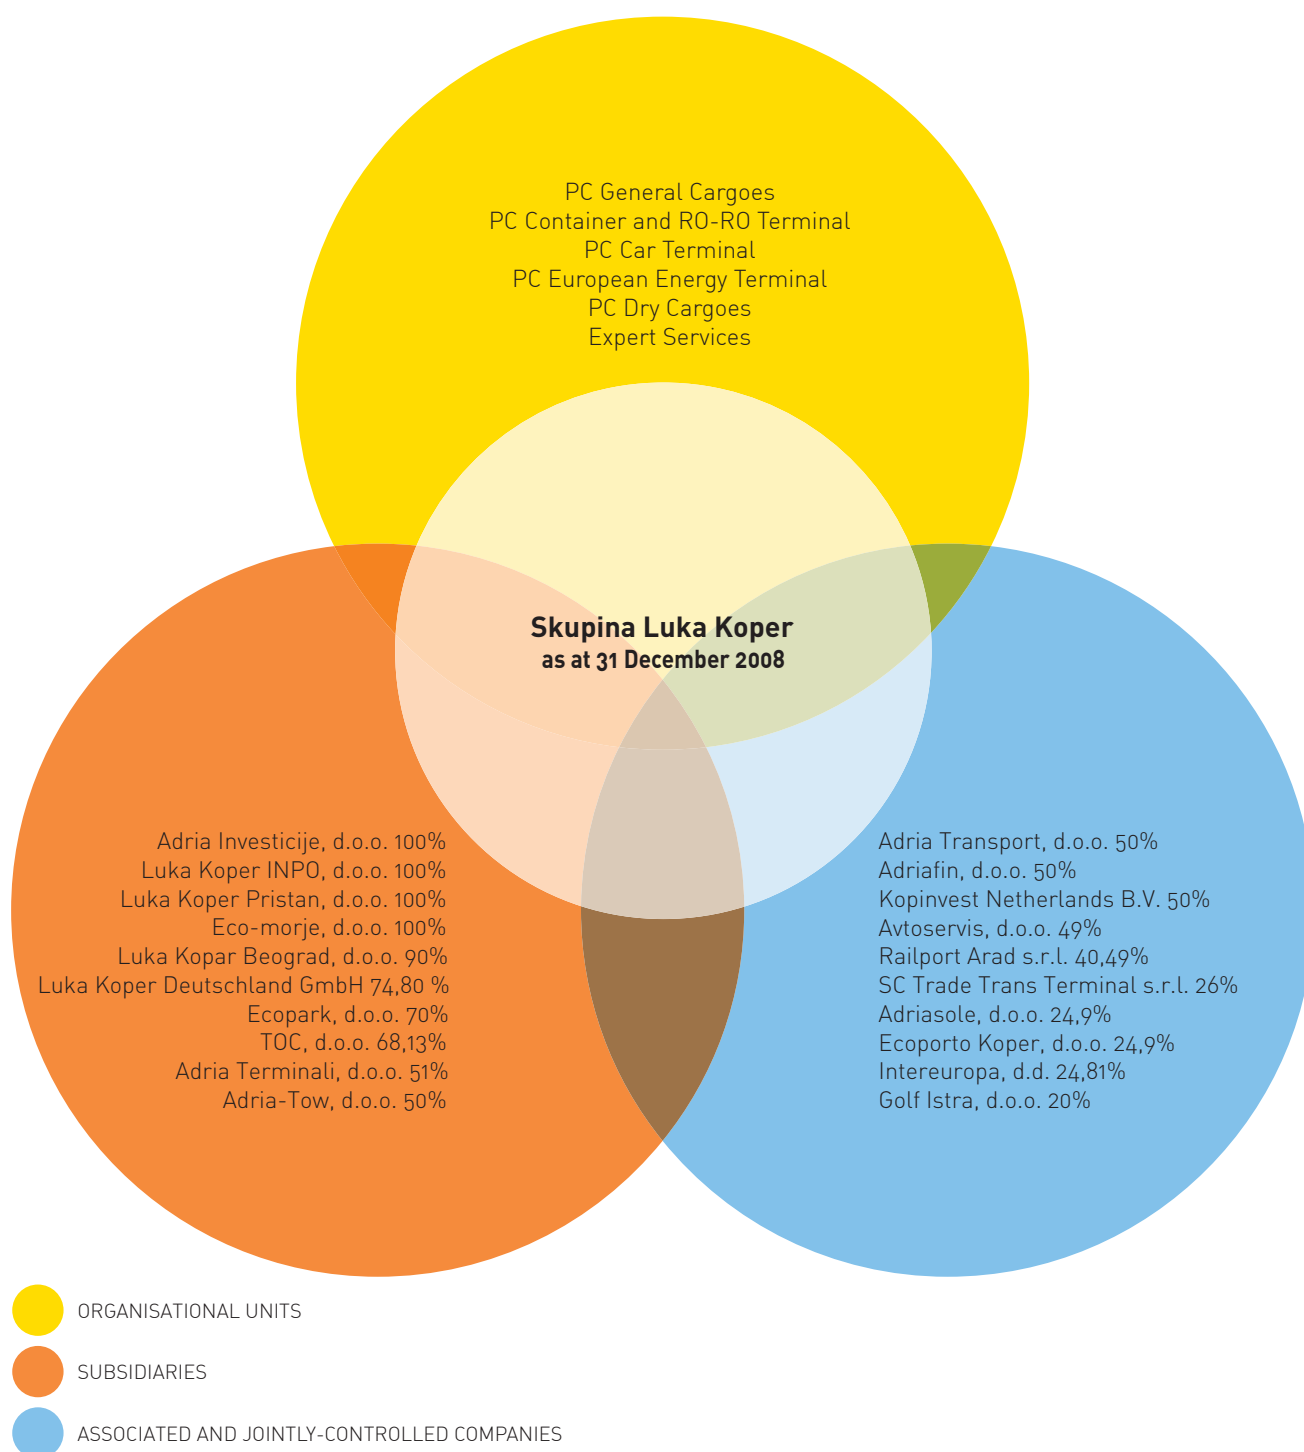 PC General Cargoes
PC Container and RO-RO Terminal
PC Car Terminal
PC European Energy Terminal
PC Dry Cargoes
Expert Services
Skupina Luka Koper
as at 31 December 2008
Adria Investicije, d.o.o. 100%
Luka Koper INPO, d.o.o. 100%
Luka Koper Pristan, d.o.o. 100%
Eco-morje, d.o.o. 100%
Luka Kopar Beograd, d.o.o. 90%
Luka Koper Deutschland GmbH 74,80 %
Ecopark, d.o.o. 70%
TOC, d.o.o. 68,13%
Adria Terminali, d.o.o. 51%
Adria-Tow, d.o.o. 50%
Adria Transport, d.o.o. 50%
Adriafin, d.o.o. 50%
Kopinvest Netherlands B.V. 50%
Avtoservis, d.o.o. 49%
Railport Arad s.r.l. 40,49%
SC Trade Trans Terminal s.r.l. 26%
Adriasole, d.o.o. 24,9%
Ecoporto Koper, d.o.o. 24,9%
Intereuropa, d.d. 24,81%
Golf Istra, d.o.o. 20%
ORGANISATIONAL UNITS
SUBSIDIARIES
ASSOCIATED AND JOINTLY-CONTROLLED COMPANIES